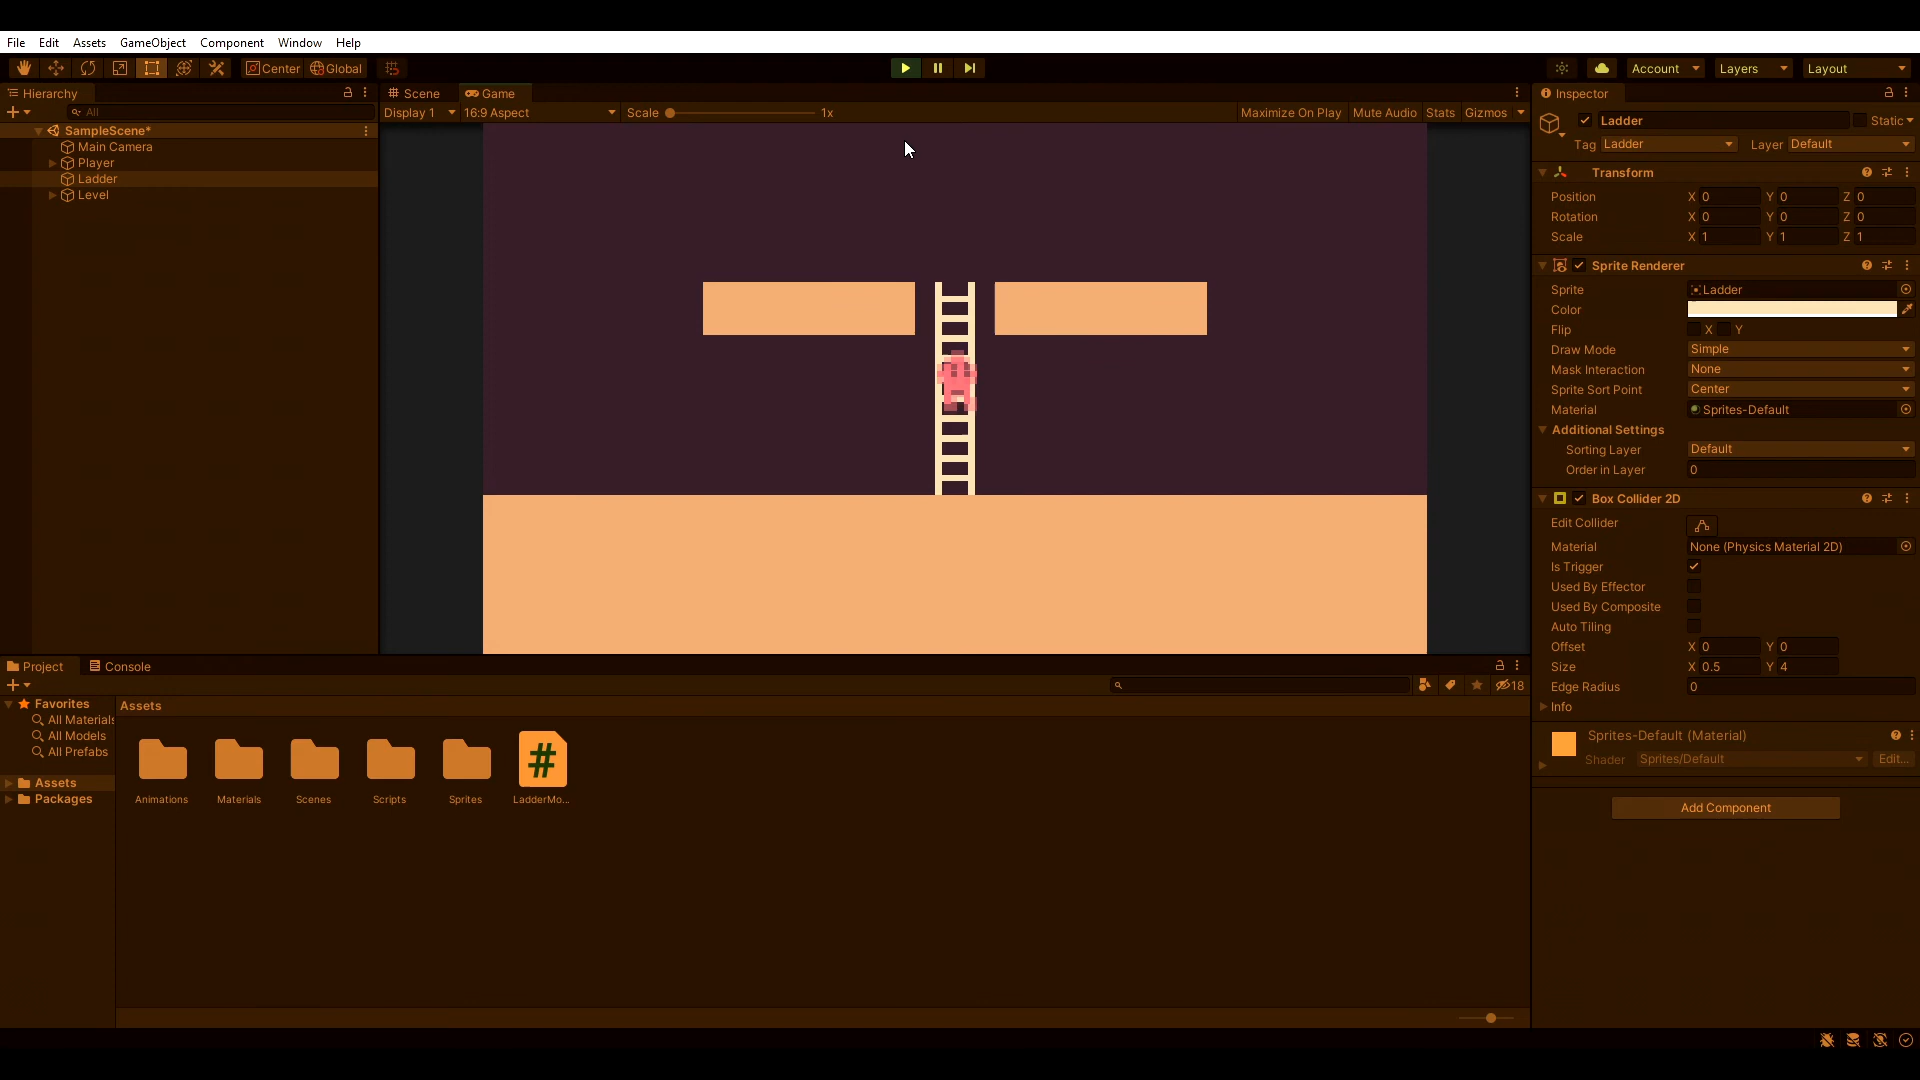 File Edit Assets GameObject Component Window Help
Center Global Account Layers Layout
Hierarchy
All
SampleScene*
Main Camera
Player
Ladder
Level
Scene Game
Display 1 16:9 Aspect Scale 1x Maximize On Play Mute Audio Stats Gizmos
Inspector
Ladder Static
Tag Ladder Layer Default
Transform
Position X 0 Y 0 Z 0
Rotation X 0 Y 0 Z 0
Scale X 1 Y 1 Z 1
Sprite Renderer
Sprite Ladder
Color
Flip X Y
Draw Mode Simple
Mask Interaction None
Sprite Sort Point Center
Material Sprites-Default
Additional Settings
Sorting Layer Default
Order in Layer 0
Box Collider 2D
Edit Collider
Material None (Physics Material 2D)
Is Trigger
Used By Effector
Used By Composite
Auto Tiling
Offset X 0 Y 0
Size X 0.5 Y 4
Edge Radius 0
Info
Sprites-Default (Material)
Shader Sprites/Default Edit...
Add Component
Project Console
18
Favorites
All Materials
All Models
All Prefabs
Assets
Packages
Assets
Animations Materials Scenes Scripts Sprites LadderMo...
#